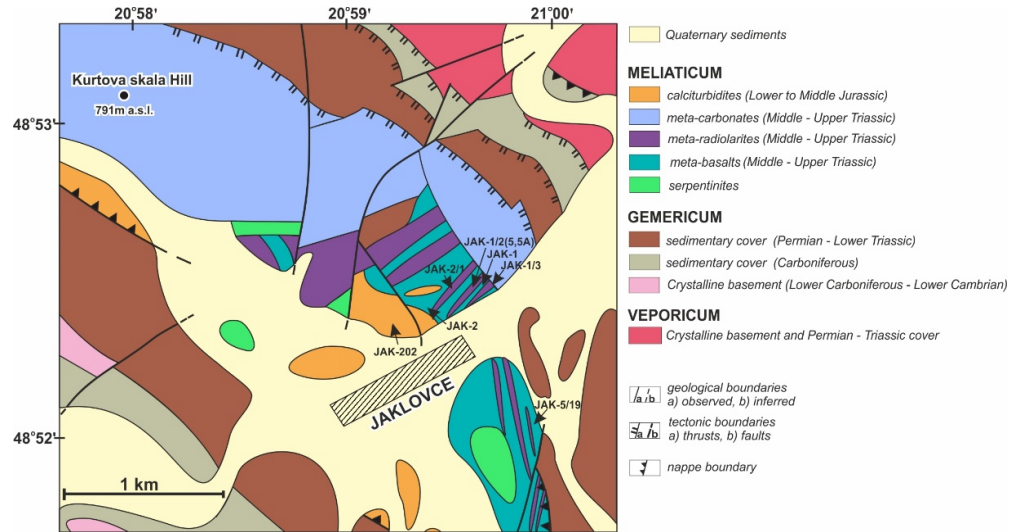 20°58'
20°59'
21°00'
Kurtova skala Hill
791m a.s.l.
48°53'
JAK-1/2(5,5A)
JAK-1
JAK-1/3
JAK-2/1
JAK-2
JAK-202
JAKLOVCE
JAK-5/19
48°52'
1 km
Quaternary sediments
MELIATICUM
calciturbidites (Lower to Middle Jurassic)
meta-carbonates (Middle - Upper Triassic)
meta-radiolarites (Middle - Upper Triassic)
meta-basalts (Middle - Upper Triassic)
serpentinites
GEMERICUM
sedimentary cover (Permian - Lower Triassic)
sedimentary cover (Carboniferous)
Crystalline basement (Lower Carboniferous - Lower Cambrian)
VEPORICUM
Crystalline basement and Permian - Triassic cover
a b
geological boundaries
a) observed, b) inferred
a b
tectonic boundaries
a) thrusts, b) faults
nappe boundary